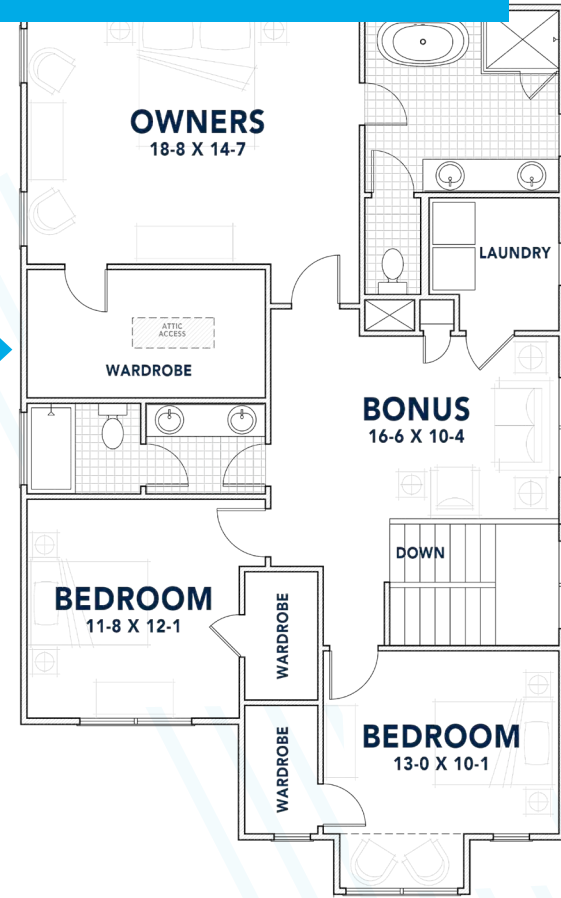 OWNERS
18-8 X 14-7
LAUNDRY
ATTIC
ACCESS
WARDROBE
BONUS
16-6 X 10-4
DOWN
BEDROOM
11-8 X 12-1
WARDROBE
WARDROBE
BEDROOM
13-0 X 10-1